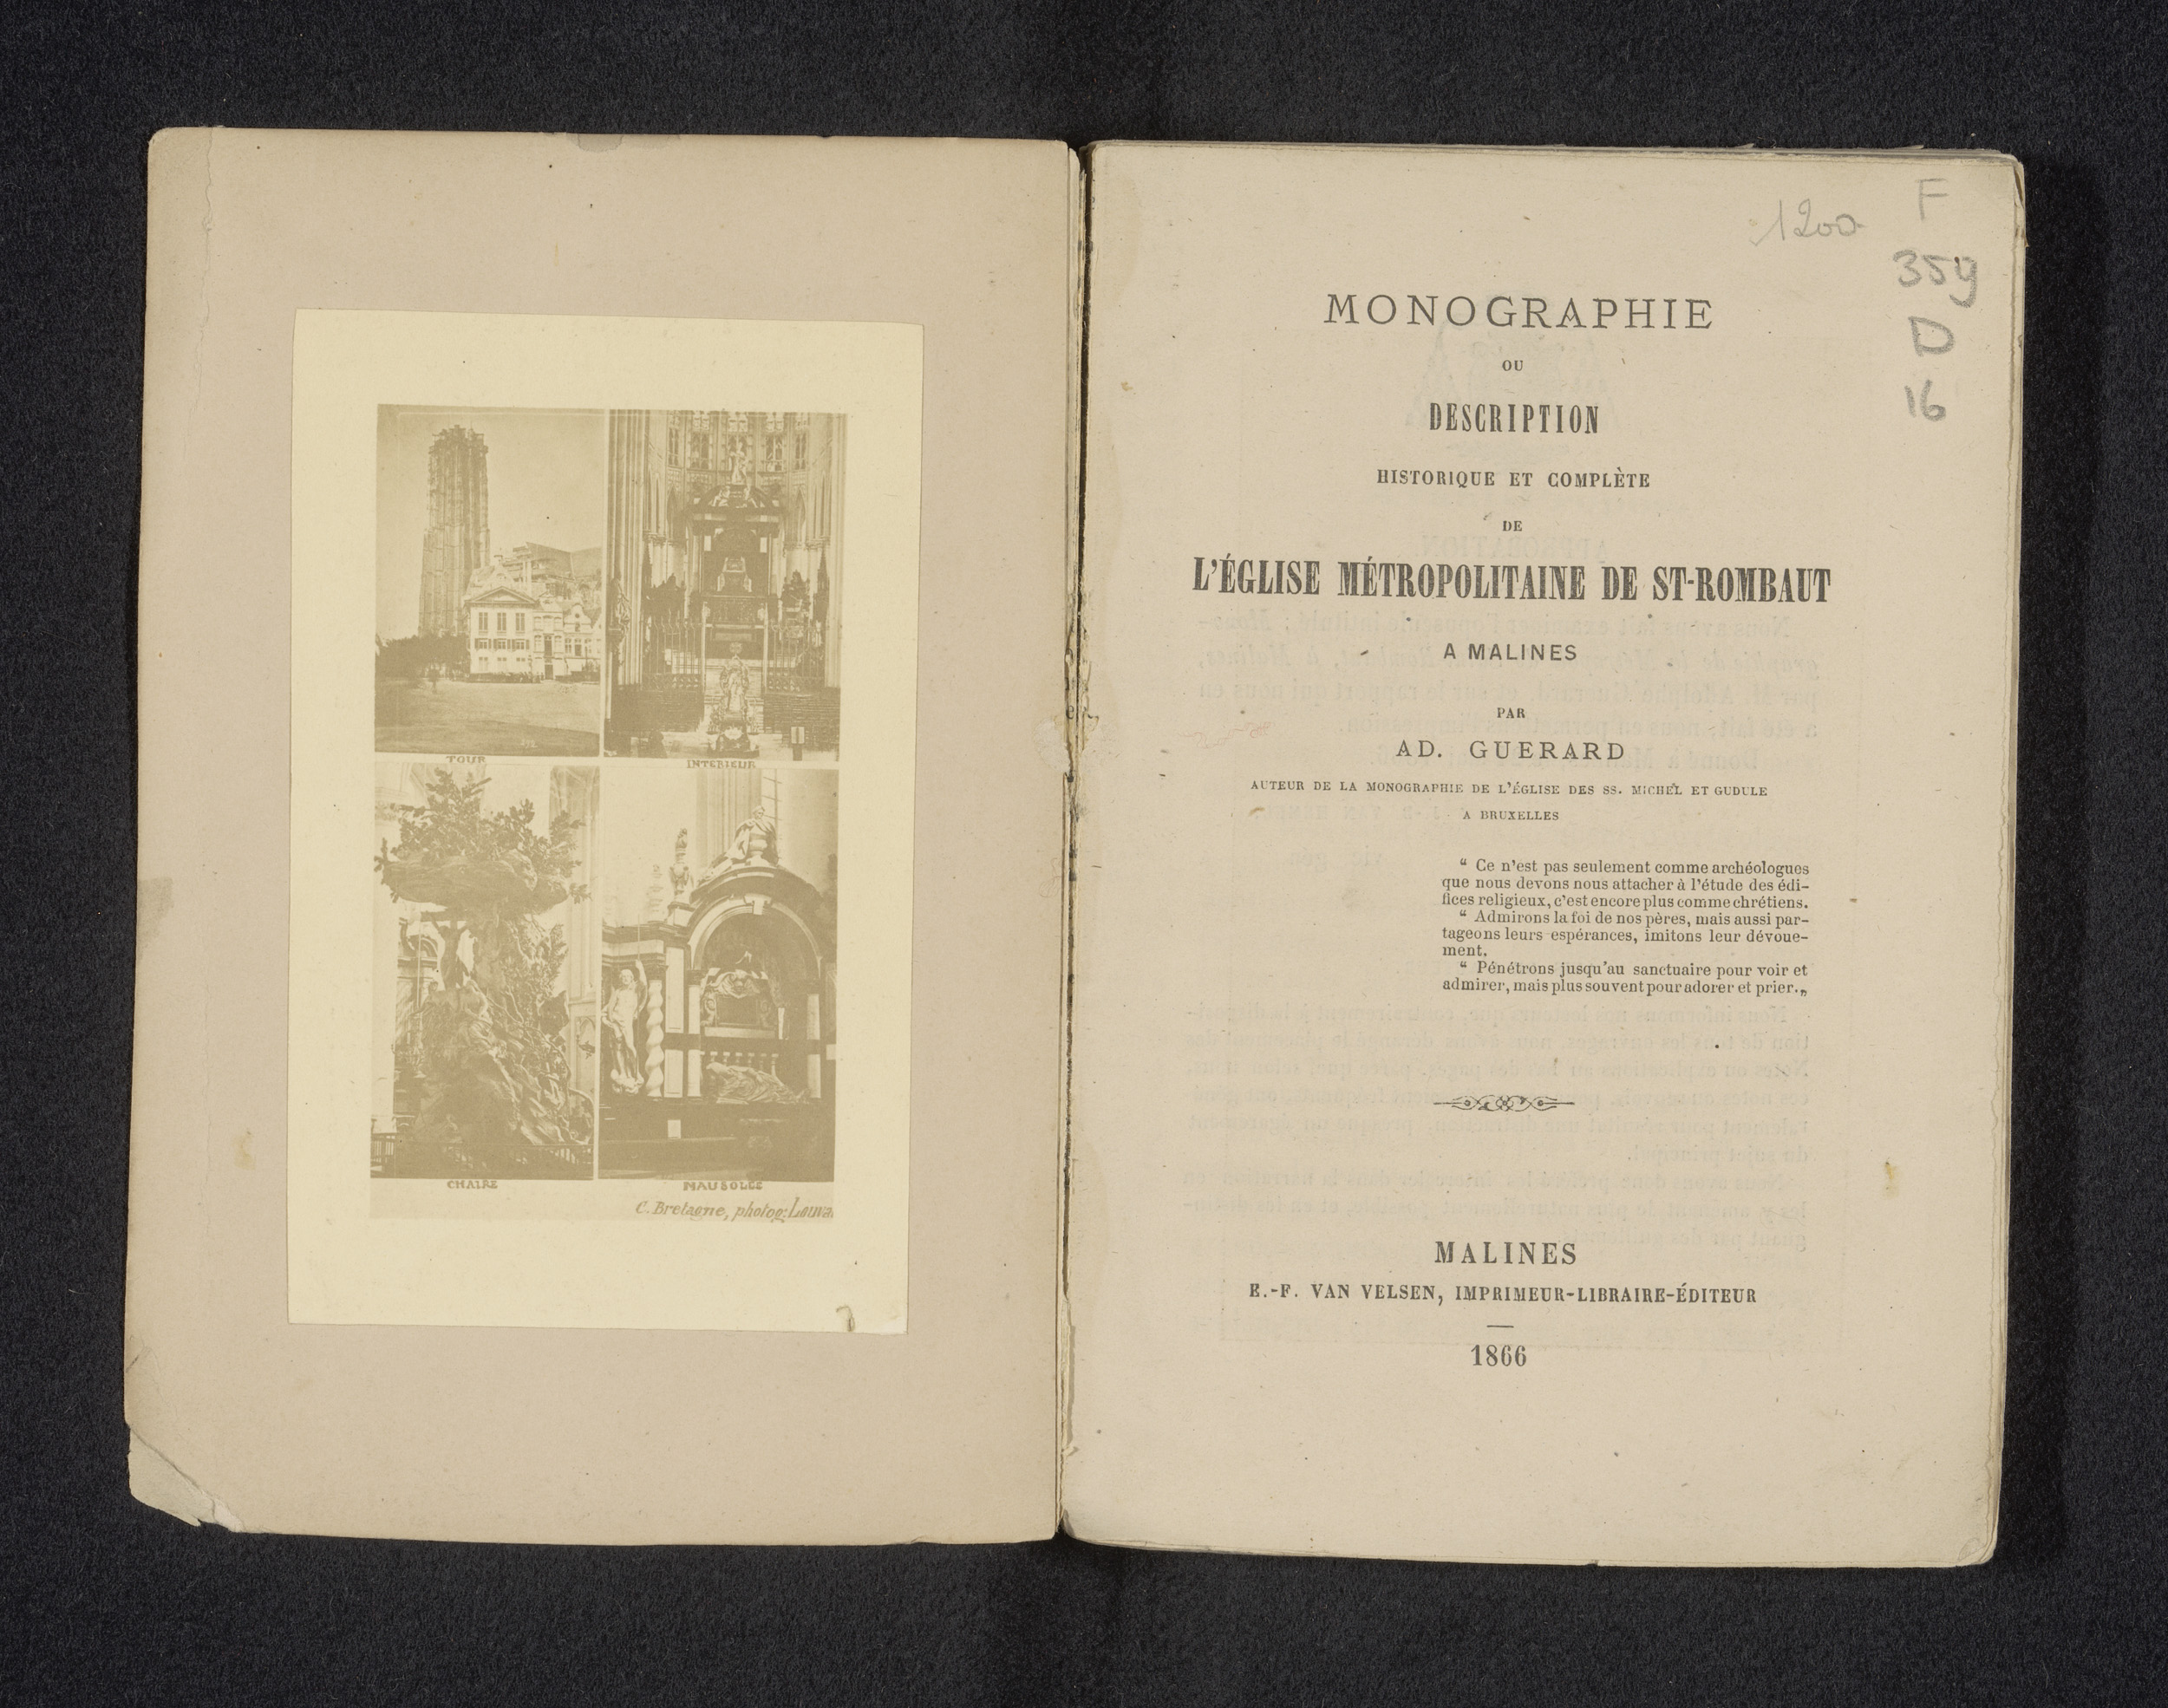 TOUR
INTERIEUR
CHAIRE
MAUSOLEE
C. Bretagne, photog: Louva
1200
F
359
D
16
MONOGRAPHIE
OU
DESCRIPTION
HISTORIQUE ET COMPLÈTE
DE
L'ÉGLISE MÉTROPOLITAINE DE ST-ROMBAUT
A MALINES
PAR
AD. GUERARD
AUTEUR DE LA MONOGRAPHIE DE L'ÉGLISE DES SS. MICHEL ET GUDULE
A BRUXELLES
“ Ce n'est pas seulement comme archéologues
que nous devons nous attacher à l'étude des édi-
fices religieux, c'est encore plus comme chrétiens.
“ Admirons la foi de nos pères, mais aussi par-
tageons leurs espérances, imitons leur dévoue-
ment.
“ Pénétrons jusqu'au sanctuaire pour voir et
admirer, mais plus souvent pour adorer et prier. „
MALINES
E.-F. VAN VELSEN, IMPRIMEUR-LIBRAIRE-ÉDITEUR
1866